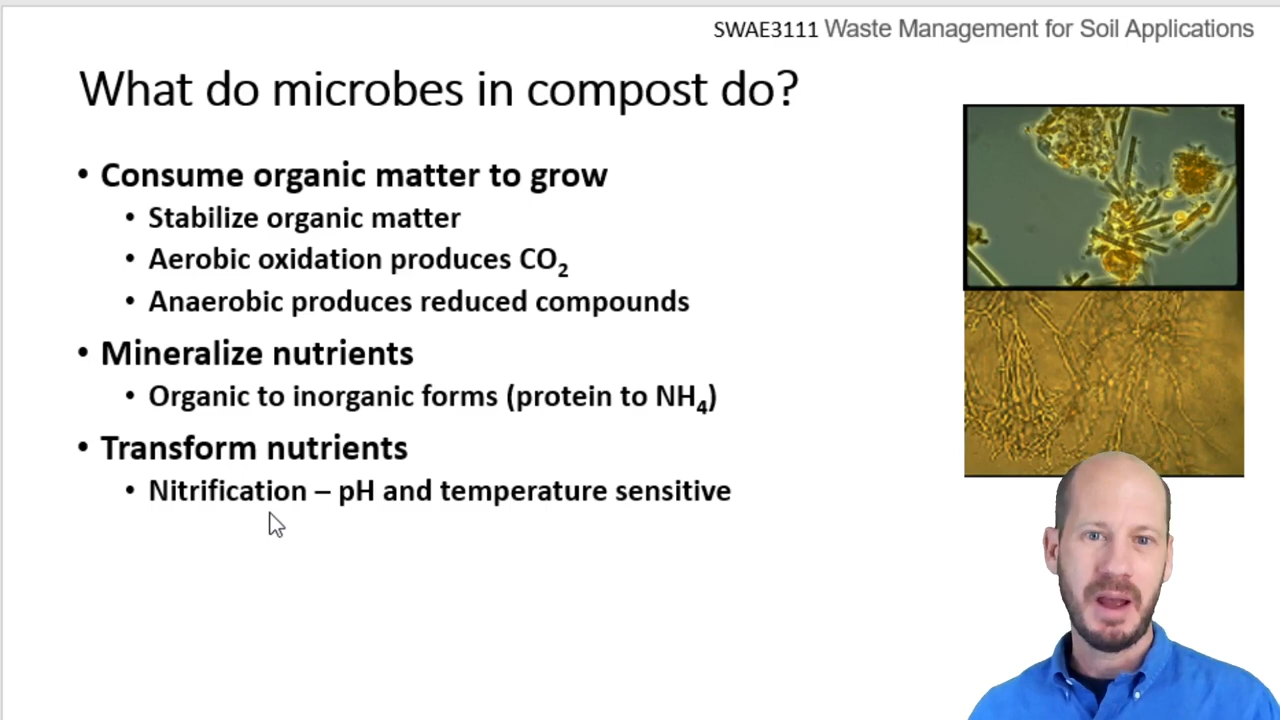 SWAE3111 Waste Management for Soil Applications
What do microbes in compost do?
• Consume organic matter to grow
• Stabilize organic matter
• Aerobic oxidation produces CO₂
• Anaerobic produces reduced compounds
• Mineralize nutrients
• Organic to inorganic forms (protein to NH₄)
• Transform nutrients
• Nitrification – pH and temperature sensitive